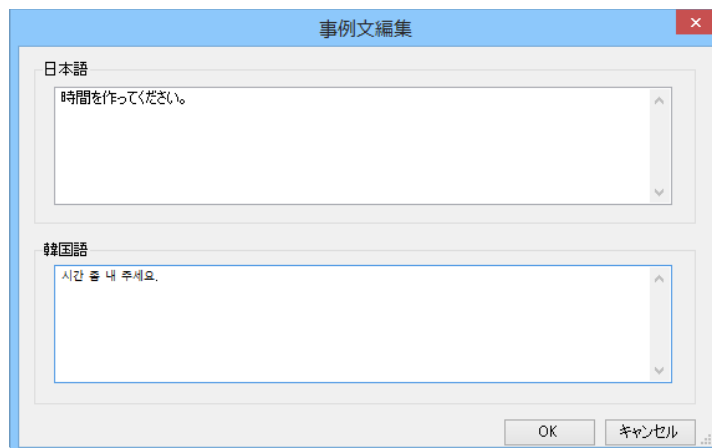 事例文編集
日本語
時間を作ってください。
韓国語
시간 좀 내 주세요.
OK
キャンセル